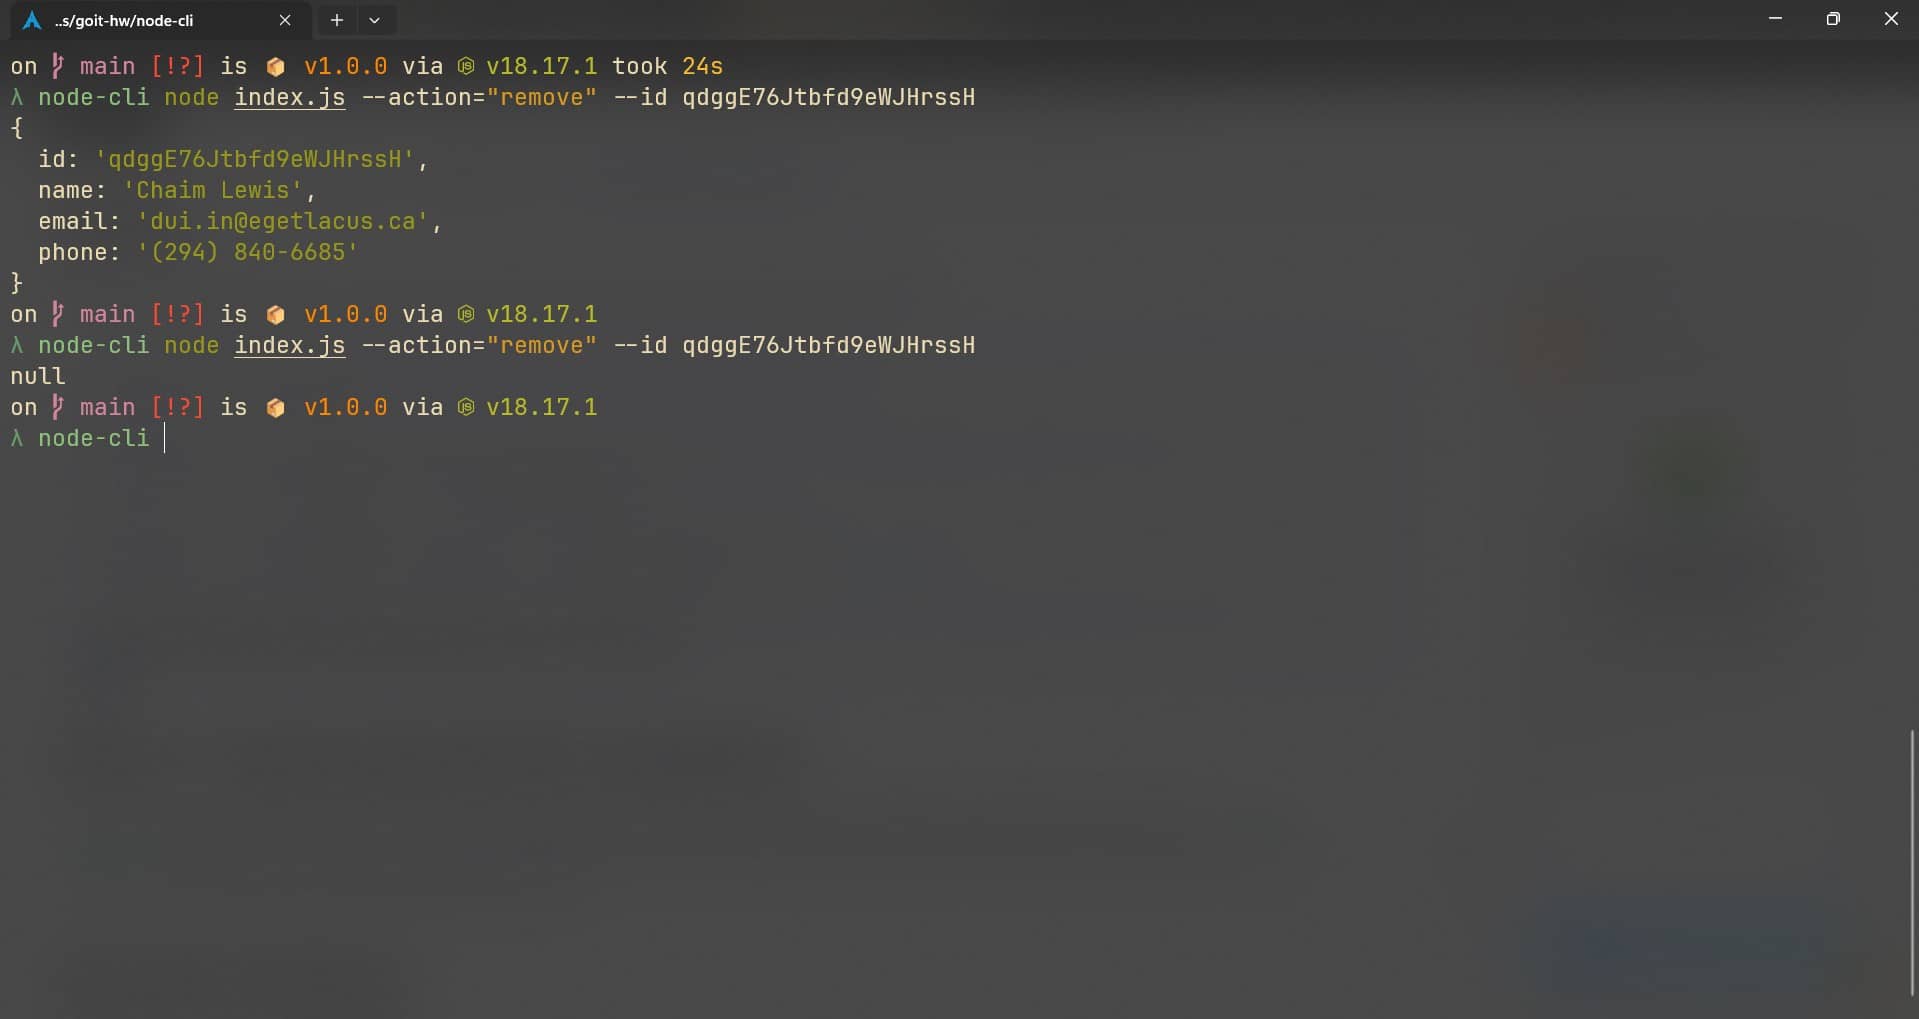 ..s/goit-hw/node-cli
on main [!?] is 📦 v1.0.0 via v18.17.1 took 24s
λ node-cli node index.js --action="remove" --id qdggE76Jtbfd9eWJHrssH
{
  id: 'qdggE76Jtbfd9eWJHrssH',
  name: 'Chaim Lewis',
  email: 'dui.in@egetlacus.ca',
  phone: '(294) 840-6685'
}
on main [!?] is 📦 v1.0.0 via v18.17.1
λ node-cli node index.js --action="remove" --id qdggE76Jtbfd9eWJHrssH
null
on main [!?] is 📦 v1.0.0 via v18.17.1
λ node-cli